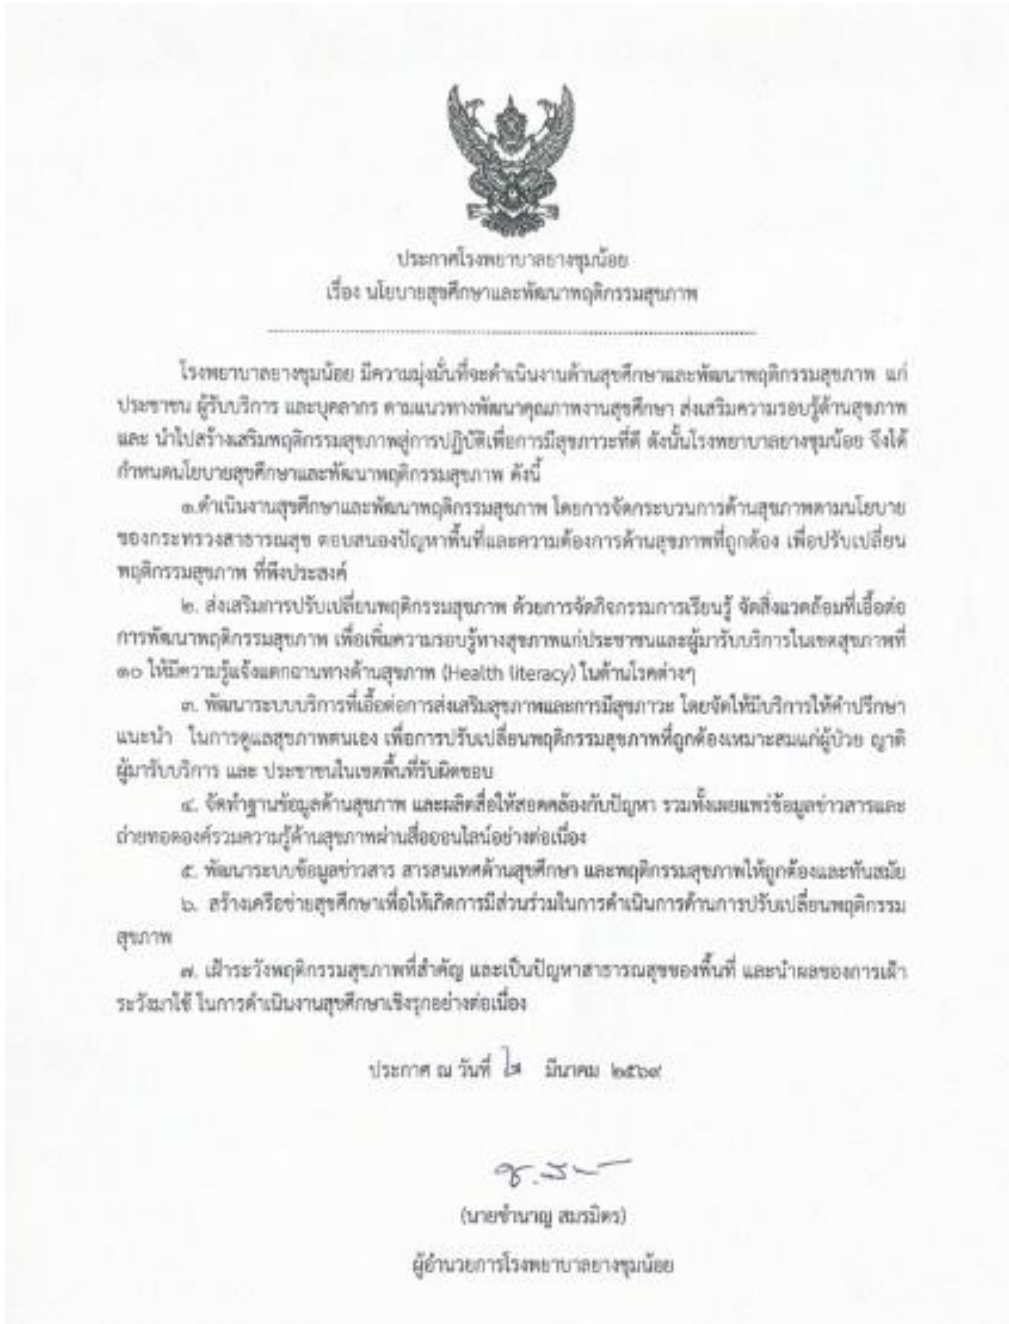 ประกาศโรงพยาบาลยางชุมน้อย
เรื่อง นโยบายสุขศึกษาและพัฒนาพฤติกรรมสุขภาพ
โรงพยาบาลยางชุมน้อย มีความมุ่งมั่นที่จะดำเนินงานด้านสุขศึกษาและพัฒนาพฤติกรรมสุขภาพ แก่
ประชาชน ผู้รับบริการ และบุคลากร ตามแนวทางพัฒนาคุณภาพงานสุขศึกษา ส่งเสริมความรอบรู้ด้านสุขภาพ
และ นำไปสร้างเสริมพฤติกรรมสุขภาพสู่การปฏิบัติเพื่อการมีสุขภาวะที่ดี ดังนั้นโรงพยาบาลยางชุมน้อย จึงได้
กำหนดนโยบายสุขศึกษาและพัฒนาพฤติกรรมสุขภาพ ดังนี้
๑.ดำเนินงานสุขศึกษาและพัฒนาพฤติกรรมสุขภาพ โดยการจัดกระบวนการด้านสุขภาพตามนโยบาย
ของกระทรวงสาธารณสุข ตอบสนองปัญหาพื้นที่และความต้องการด้านสุขภาพที่ถูกต้อง เพื่อปรับเปลี่ยน
พฤติกรรมสุขภาพ ที่พึงประสงค์
๒. ส่งเสริมการปรับเปลี่ยนพฤติกรรมสุขภาพ ด้วยการจัดกิจกรรมการเรียนรู้ จัดสิ่งแวดล้อมที่เอื้อต่อ
การพัฒนาพฤติกรรมสุขภาพ เพื่อเพิ่มความรอบรู้ทางสุขภาพแก่ประชาชนและผู้มารับบริการในเขตสุขภาพที่
๑๐ ให้มีความรู้แจ้งแตกฉานทางด้านสุขภาพ (Health literacy) ในด้านโรคต่างๆ
๓. พัฒนาระบบบริการที่เอื้อต่อการส่งเสริมสุขภาพและการมีสุขภาวะ โดยจัดให้มีบริการให้คำปรึกษา
แนะนำ ในการดูแลสุขภาพตนเอง เพื่อการปรับเปลี่ยนพฤติกรรมสุขภาพที่ถูกต้องเหมาะสมแก่ผู้ป่วย ญาติ
ผู้มารับบริการ และ ประชาชนในเขตพื้นที่รับผิดชอบ
๔. จัดทำฐานข้อมูลด้านสุขภาพ และผลิตสื่อให้สอดคล้องกับปัญหา รวมทั้งเผยแพร่ข้อมูลข่าวสารและ
ถ่ายทอดองค์รวมความรู้ด้านสุขภาพผ่านสื่อออนไลน์อย่างต่อเนื่อง
๕. พัฒนาระบบข้อมูลข่าวสาร สารสนเทศด้านสุขศึกษา และพฤติกรรมสุขภาพให้ถูกต้องและทันสมัย
๖. สร้างเครือข่ายสุขศึกษาเพื่อให้เกิดการมีส่วนร่วมในการดำเนินการด้านการปรับเปลี่ยนพฤติกรรม
สุขภาพ
๗. เฝ้าระวังพฤติกรรมสุขภาพที่สำคัญ และเป็นปัญหาสาธารณสุขของพื้นที่ และนำผลของการเฝ้า
ระวังมาใช้ ในการดำเนินงานสุขศึกษาเชิงรุกอย่างต่อเนื่อง
ประกาศ ณ วันที่ มีนาคม ๒๕๖๙
(นายชำนาญ สมรมิตร)
ผู้อำนวยการโรงพยาบาลยางชุมน้อย